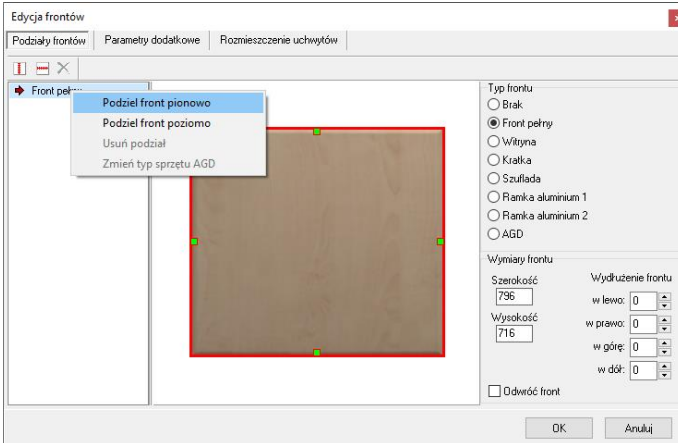 Edycja frontów
Podziały frontów Parametry dodatkowe Rozmieszczenie uchwytów
Front pełny
Podziel front pionowo
Podziel front poziomo
Usuń podział
Zmień typ sprzętu AGD
Typ frontu
Brak
Front pełny
Witryna
Kratka
Szuflada
Ramka aluminium 1
Ramka aluminium 2
AGD
Wymiary frontu
Szerokość
796
Wysokość
716
Wydłużenie frontu
w lewo: 0
w prawo: 0
w górę: 0
w dół: 0
Odwróć front
OK Anuluj